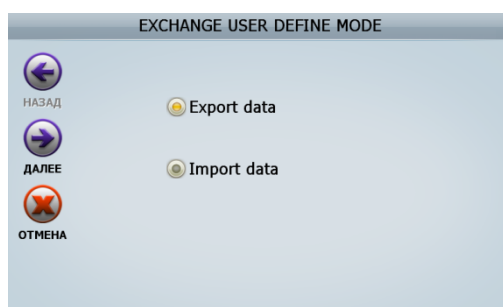 EXCHANGE USER DEFINE MODE
НАЗАД
Export data
ДАЛЕЕ
Import data
ОТМЕНА